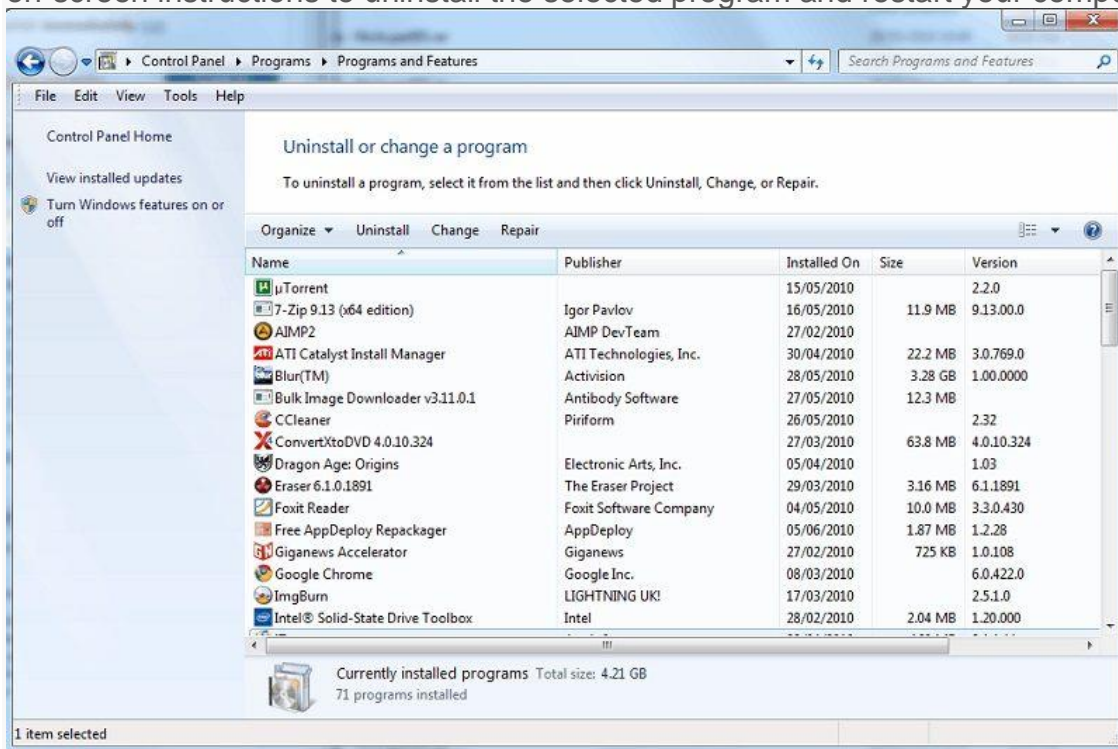 on-screen instructions to uninstall the selected program and restart your comp
Control Panel ▸ Programs ▸ Programs and Features
Search Programs and Features
File Edit View Tools Help
Control Panel Home
View installed updates
Turn Windows features on or
off
Uninstall or change a program
To uninstall a program, select it from the list and then click Uninstall, Change, or Repair.
Organize Uninstall Change Repair
Name Publisher Installed On Size Version
µTorrent 15/05/2010 2.2.0
7-Zip 9.13 (x64 edition) Igor Pavlov 16/05/2010 11.9 MB 9.13.00.0
AIMP2 AIMP DevTeam 27/02/2010
ATI Catalyst Install Manager ATI Technologies, Inc. 30/04/2010 22.2 MB 3.0.769.0
Blur(TM) Activision 28/05/2010 3.28 GB 1.00.0000
Bulk Image Downloader v3.11.0.1 Antibody Software 27/05/2010 12.3 MB
CCleaner Piriform 26/05/2010 2.32
ConvertXtoDVD 4.0.10.324 27/03/2010 63.8 MB 4.0.10.324
Dragon Age: Origins Electronic Arts, Inc. 05/04/2010 1.03
Eraser 6.1.0.1891 The Eraser Project 29/03/2010 3.16 MB 6.1.1891
Foxit Reader Foxit Software Company 04/05/2010 10.0 MB 3.3.0.430
Free AppDeploy Repackager AppDeploy 05/06/2010 1.87 MB 1.2.28
Giganews Accelerator Giganews 27/02/2010 725 KB 1.0.108
Google Chrome Google Inc. 08/03/2010 6.0.422.0
ImgBurn LIGHTNING UK! 17/03/2010 2.5.1.0
Intel® Solid-State Drive Toolbox Intel 28/02/2010 2.04 MB 1.20.000
Currently installed programs Total size: 4.21 GB
71 programs installed
1 item selected